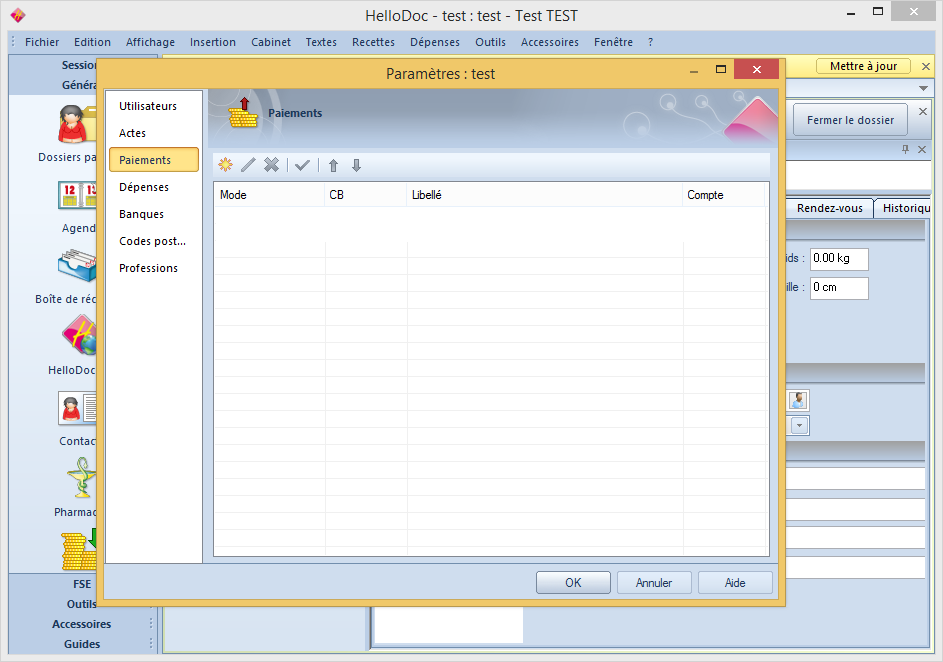 HelloDoc - test : test - Test TEST
Fichier Edition Affichage Insertion Cabinet Textes Recettes Dépenses Outils Accessoires Fenêtre ?
Mettre à jour
Fermer le dossier
Rendez-vous
Historiqu
ids : 0.00 kg
ille : 0 cm
Session
Généra
Dossiers pa
12
Agend
Boîte de réc
HelloDoc
Contac
Pharmac
FSE
Outils
Accessoires
Guides
Paramètres : test
Utilisateurs
Actes
Paiements
Dépenses
Banques
Codes post...
Professions
Paiements
Mode CB Libellé Compte
OK Annuler Aide